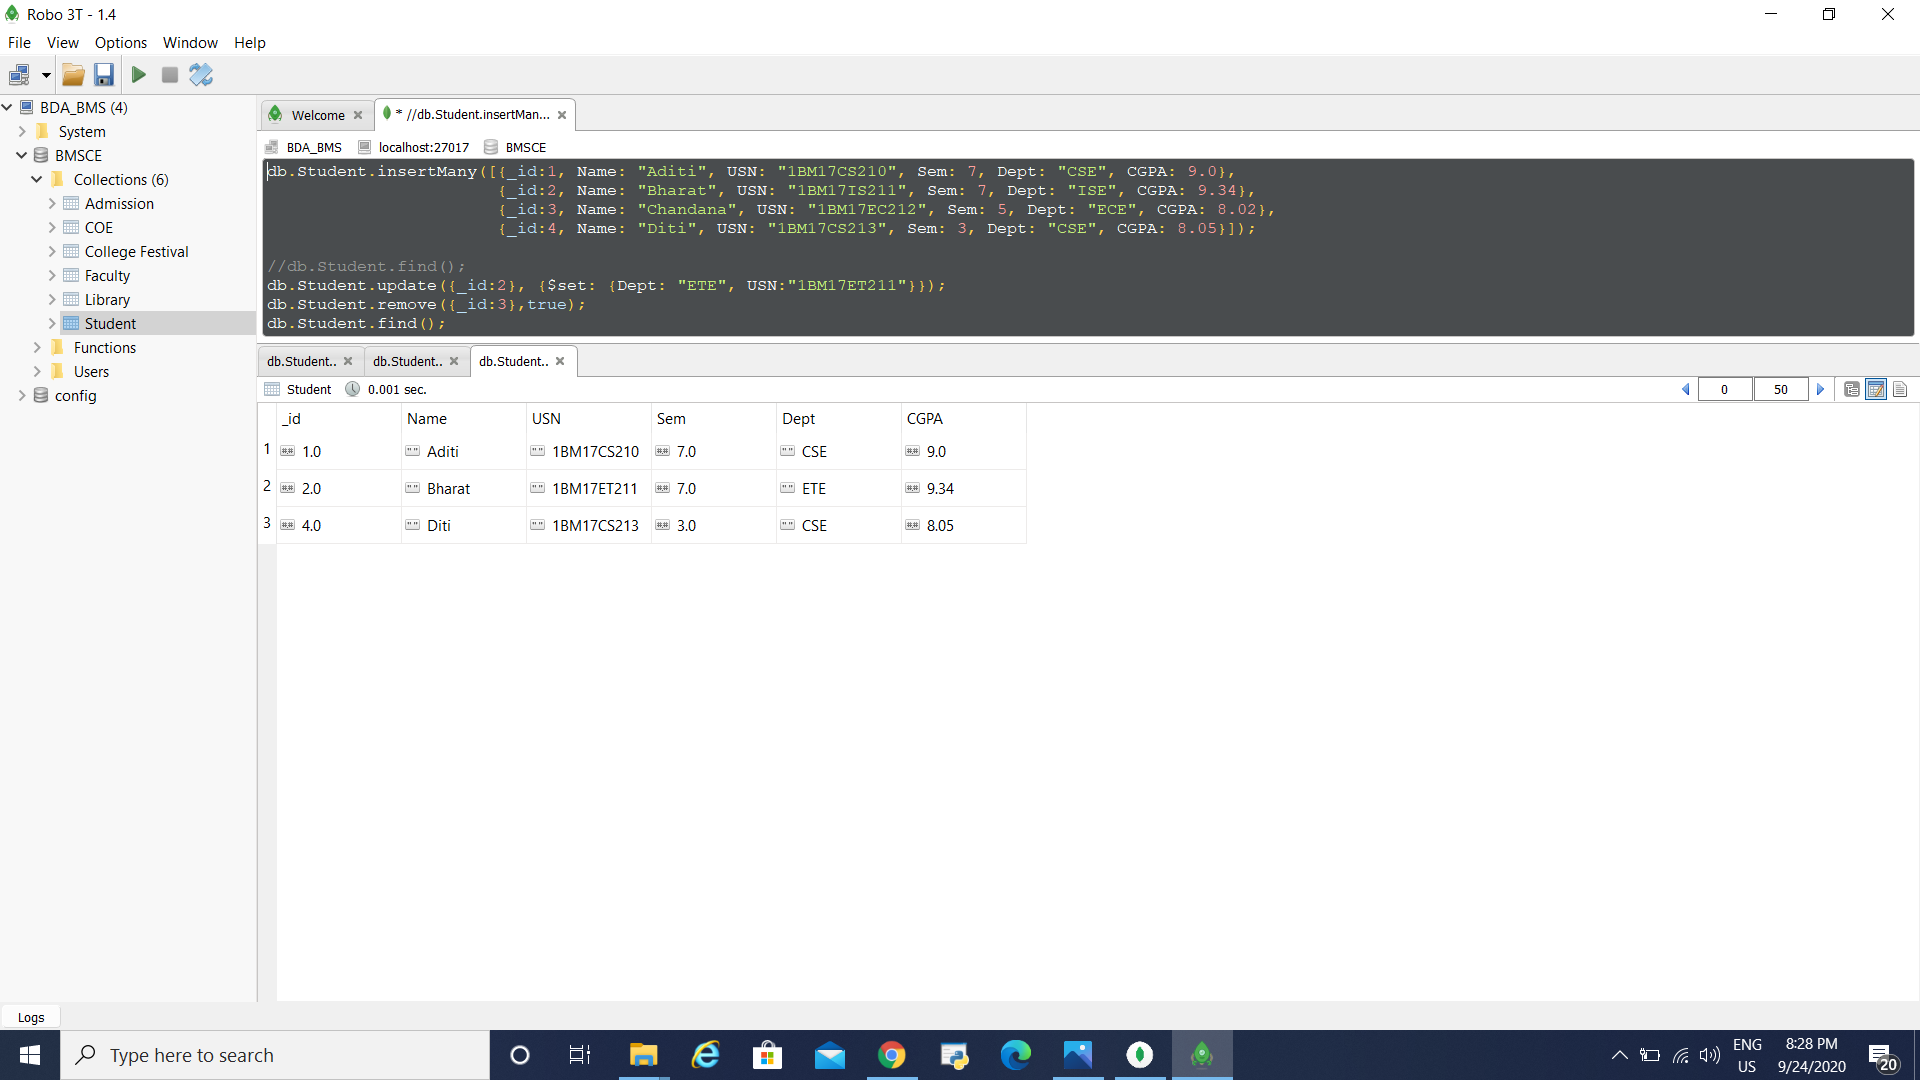 Robo 3T - 1.4
File View Options Window Help
BDA_BMS (4)
System
BMSCE
Collections (6)
Admission
COE
College Festival
Faculty
Library
Student
Functions
Users
config
Welcome * //db.Student.insertMan...
BDA_BMS localhost:27017 BMSCE
db.Student.insertMany([{_id:1, Name: "Aditi", USN: "1BM17CS210", Sem: 7, Dept: "CSE", CGPA: 9.0},
{_id:2, Name: "Bharat", USN: "1BM17IS211", Sem: 7, Dept: "ISE", CGPA: 9.34},
{_id:3, Name: "Chandana", USN: "1BM17EC212", Sem: 5, Dept: "ECE", CGPA: 8.02},
{_id:4, Name: "Diti", USN: "1BM17CS213", Sem: 3, Dept: "CSE", CGPA: 8.05}]);
//db.Student.find();
db.Student.update({_id:2}, {$set: {Dept: "ETE", USN:"1BM17ET211"}});
db.Student.remove({_id:3},true);
db.Student.find();
db.Student.. db.Student.. db.Student..
Student 0.001 sec. 0 50
_id Name USN Sem Dept CGPA
1 1.0 Aditi 1BM17CS210 7.0 CSE 9.0
2 2.0 Bharat 1BM17ET211 7.0 ETE 9.34
3 4.0 Diti 1BM17CS213 3.0 CSE 8.05
Logs
Type here to search
ENG
US
8:28 PM
9/24/2020
20